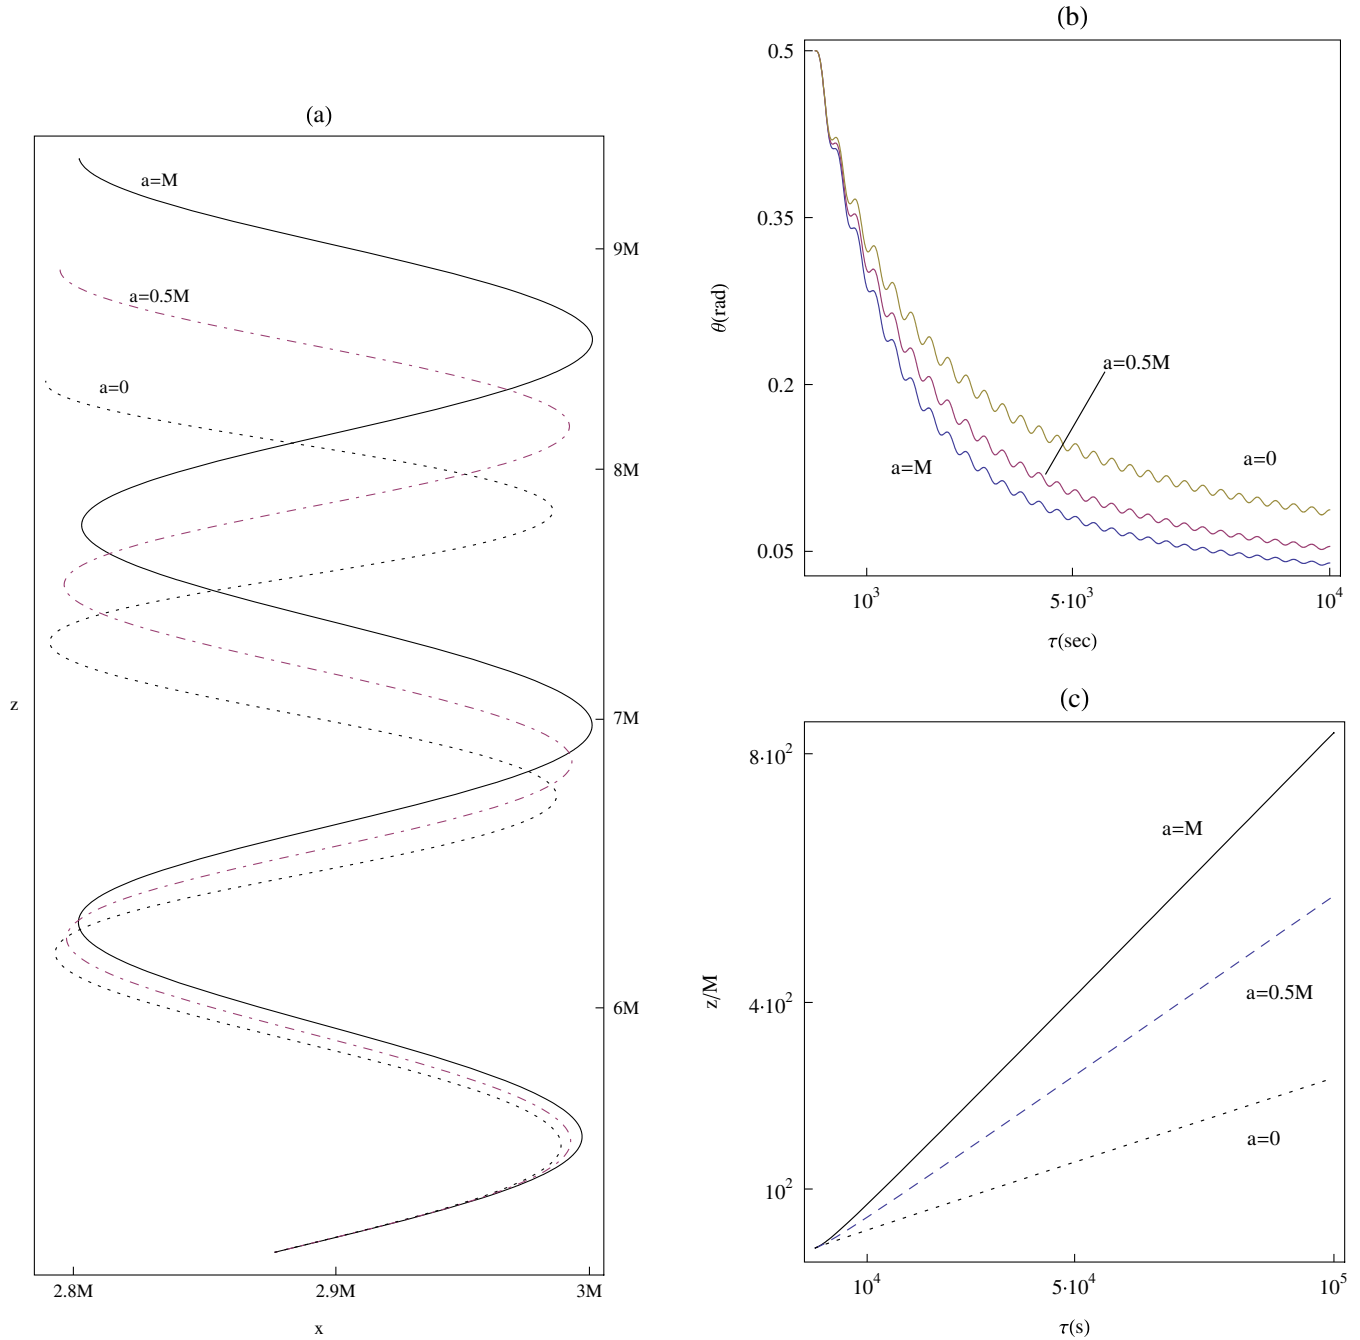 (a)
a=M
a=0.5M
a=0
9M
8M
7M
6M
z
2.8M
2.9M
3M
x
(b)
0.5
0.35
0.2
0.05
θ(rad)
a=0.5M
a=M
a=0
10³
5·10³
10⁴
τ(sec)
(c)
8·10²
4·10²
10²
z/M
a=M
a=0.5M
a=0
10⁴
5·10⁴
10⁵
τ(s)